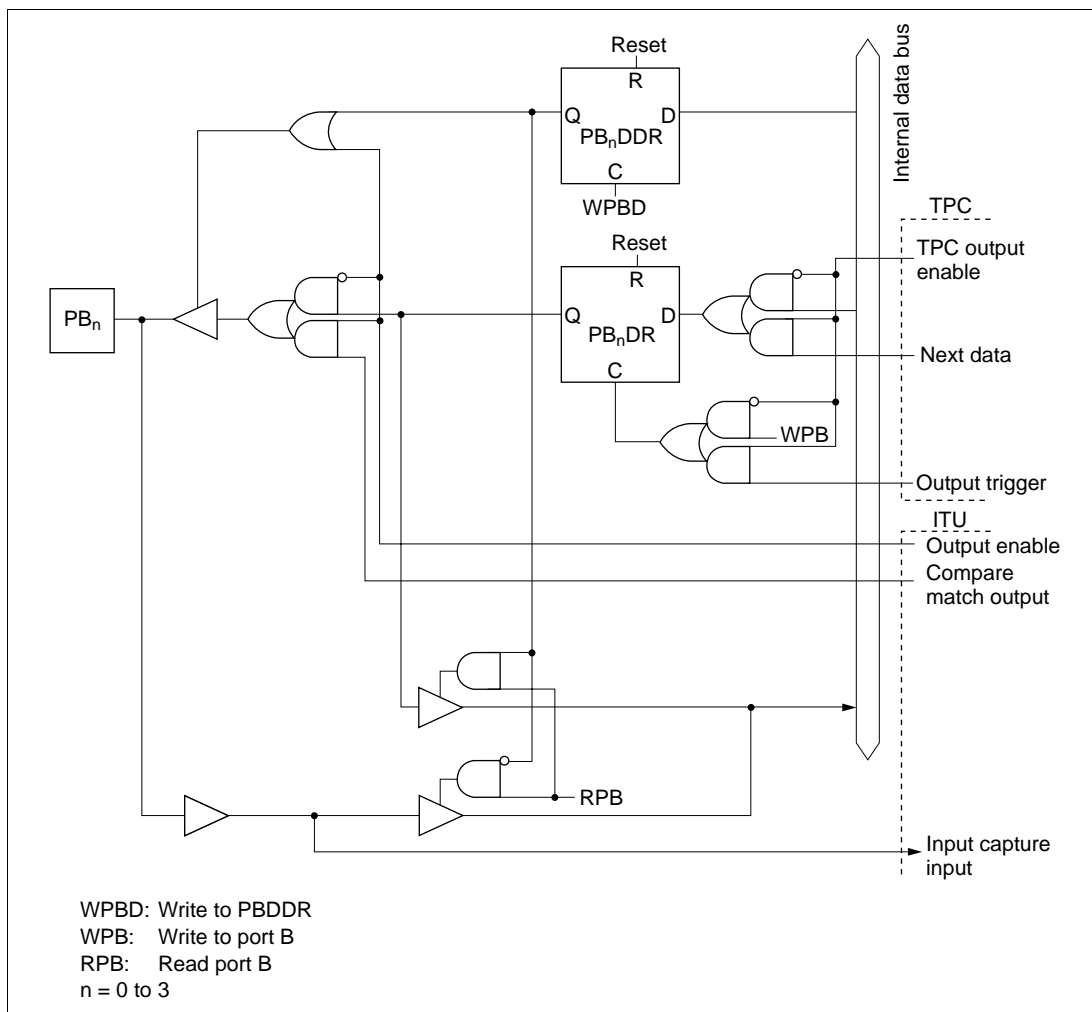 Reset
R
Q
D
PBnDDR
C
WPBD
Internal data bus
TPC
TPC output
enable
Reset
R
Q
D
PBnDR
C
PBn
Next data
WPB
Output trigger
ITU
Output enable
Compare
match output
RPB
Input capture
input
WPBD: Write to PBDDR
WPB: Write to port B
RPB: Read port B
n = 0 to 3